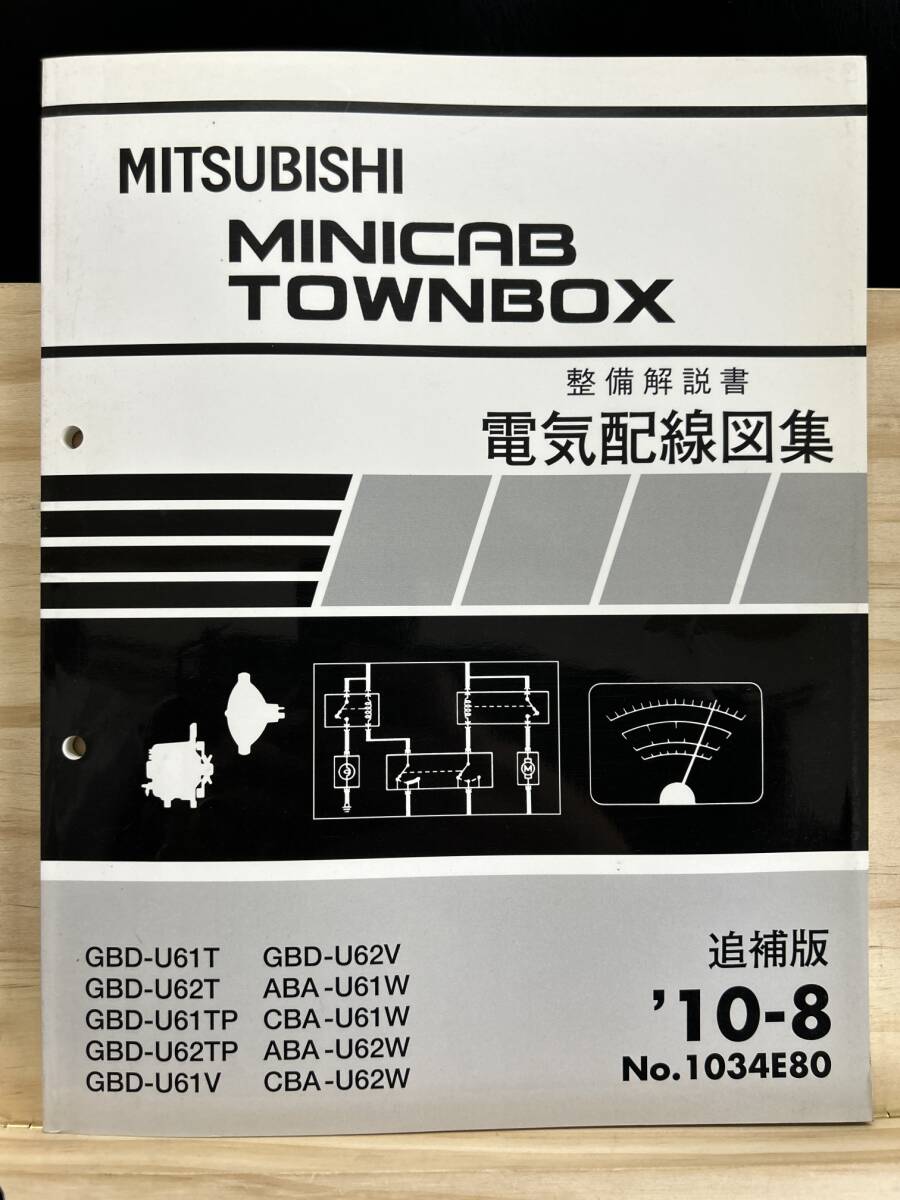 MITSUBISHI
MINICAB
TOWNBOX
整備解説書
電気配線図集
M
GBD-U61T GBD-U62V
GBD-U62T ABA-U61W
GBD-U61TP CBA-U61W
GBD-U62TP ABA-U62W
GBD-U61V CBA-U62W
追補版
'10-8
No.1034E80